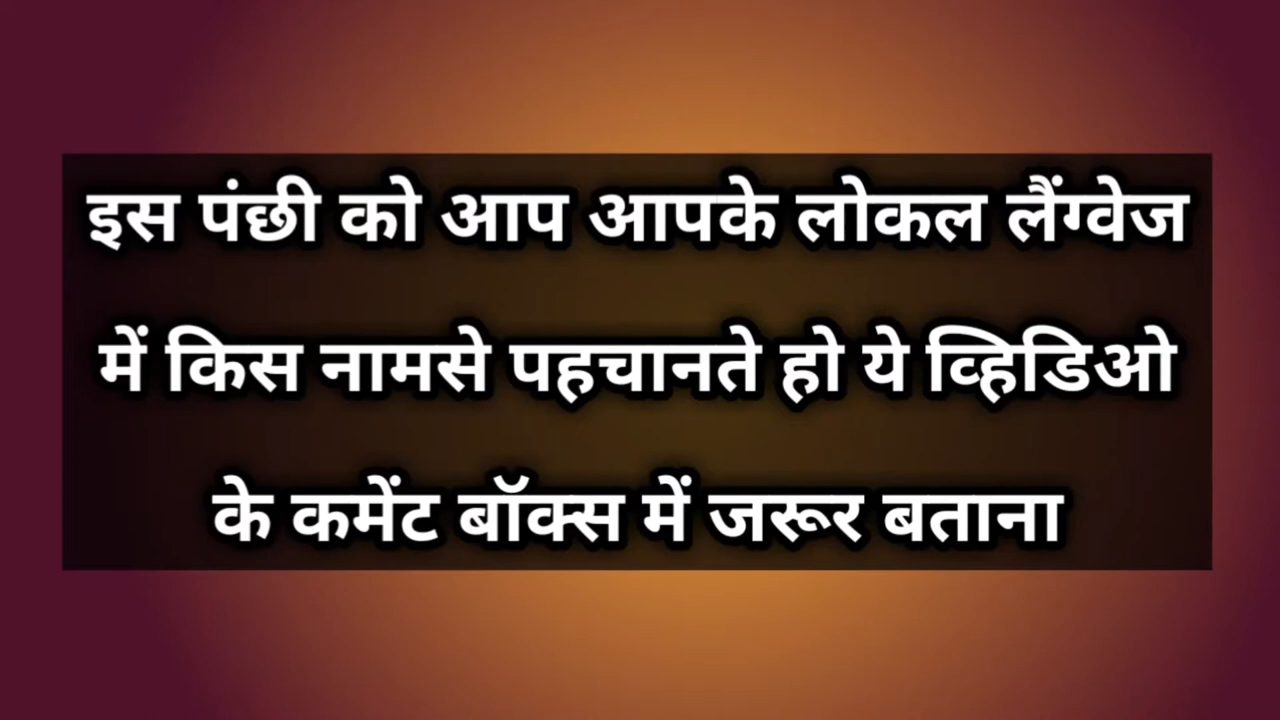 इस पंछी को आप आपके लोकल लैंग्वेज
में किस नामसे पहचानते हो ये व्हिडिओ
के कमेंट बॉक्स में जरूर बताना